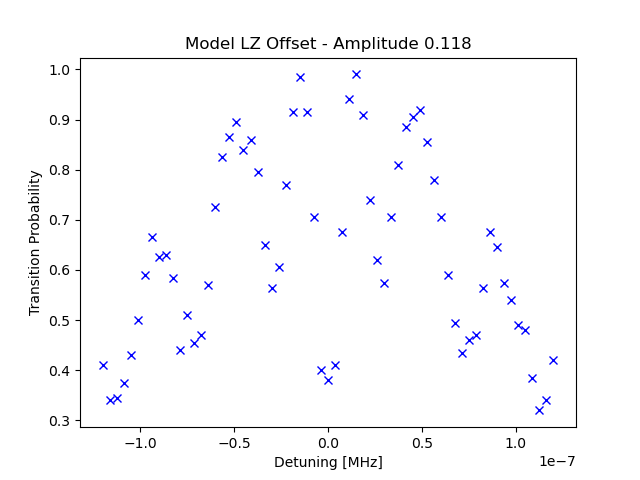 Model LZ Offset - Amplitude 0.118
1.0
0.9
0.8
0.7
0.6
0.5
0.4
0.3
Transition Probability
−1.0 −0.5 0.0 0.5 1.0
1e−7
Detuning [MHz]